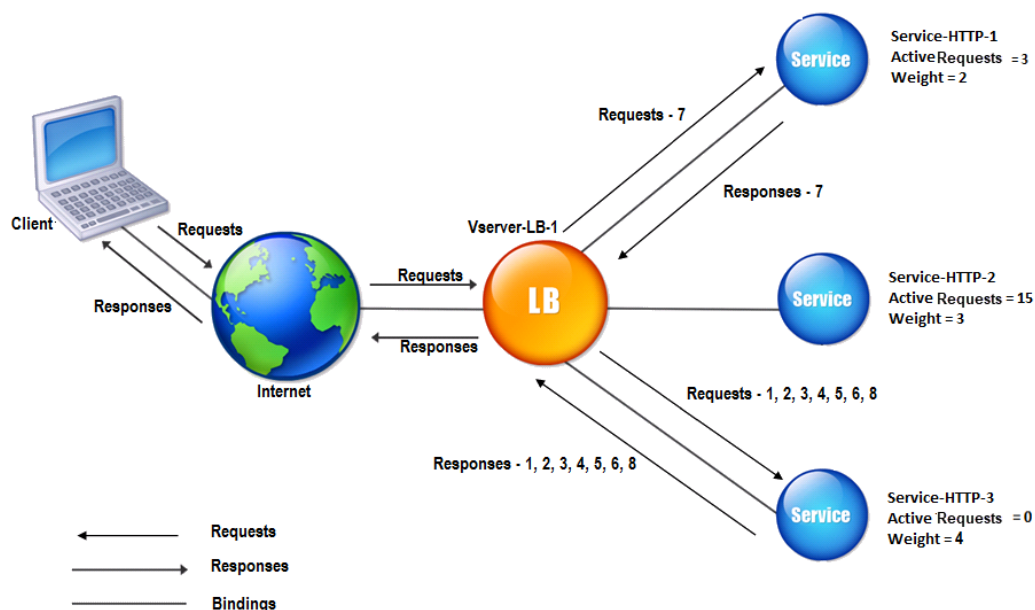 Service-HTTP-1
Active Requests = 3
Weight = 2
Service
Requests - 7
Responses - 7
Client
Requests
Responses
Vserver-LB-1
Requests
LB
Responses
Internet
Service
Service-HTTP-2
Active Requests = 15
Weight = 3
Requests - 1, 2, 3, 4, 5, 6, 8
Responses - 1, 2, 3, 4, 5, 6, 8
Service
Service-HTTP-3
Active Requests = 0
Weight = 4
Requests
Responses
Bindings